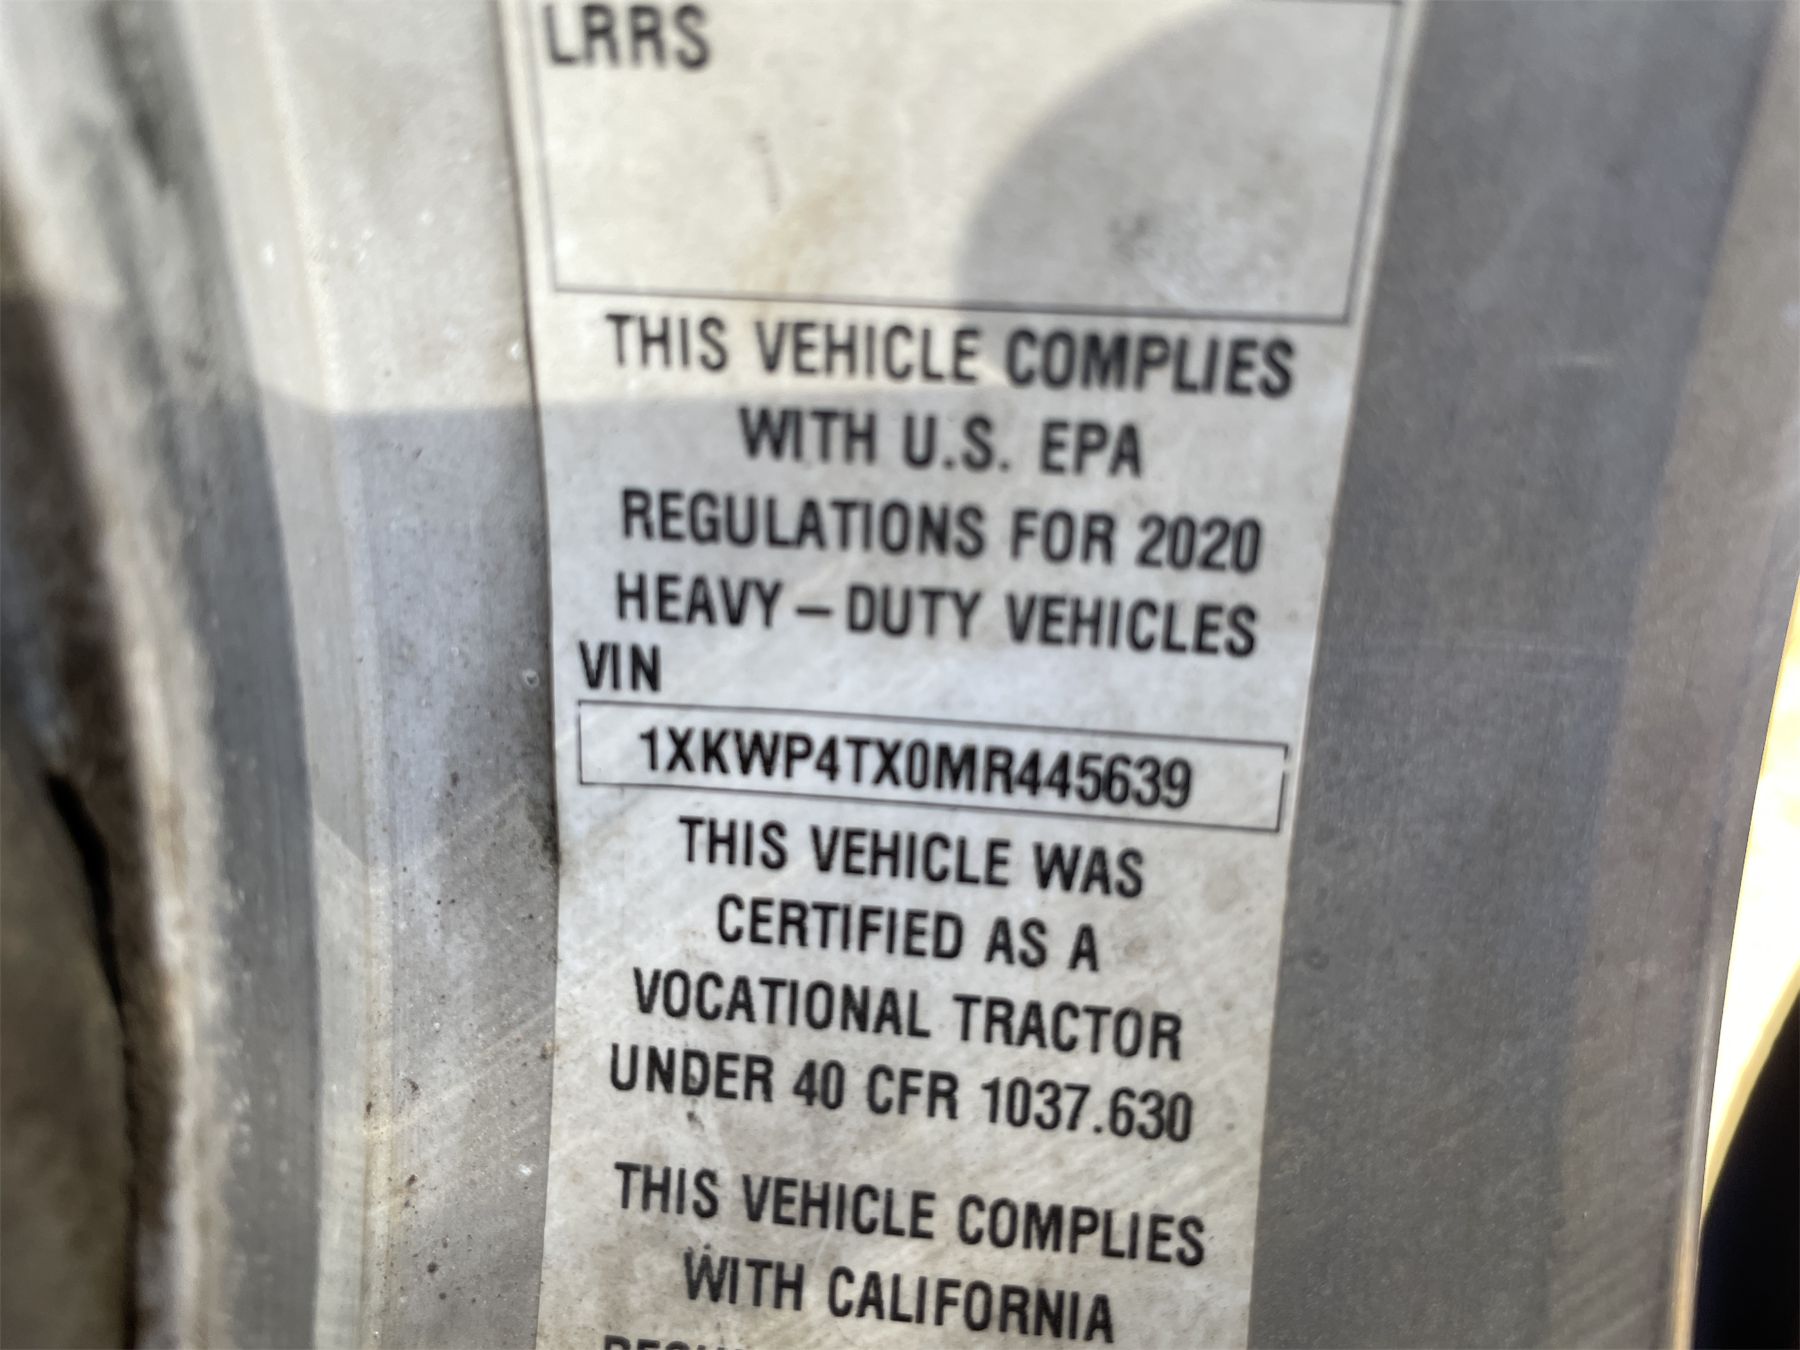 LRRS
THIS VEHICLE COMPLIES
WITH U.S. EPA
REGULATIONS FOR 2020
HEAVY – DUTY VEHICLES
VIN
1XKWP4TX0MR445639
THIS VEHICLE WAS
CERTIFIED AS A
VOCATIONAL TRACTOR
UNDER 40 CFR 1037.630
THIS VEHICLE COMPLIES
WITH CALIFORNIA